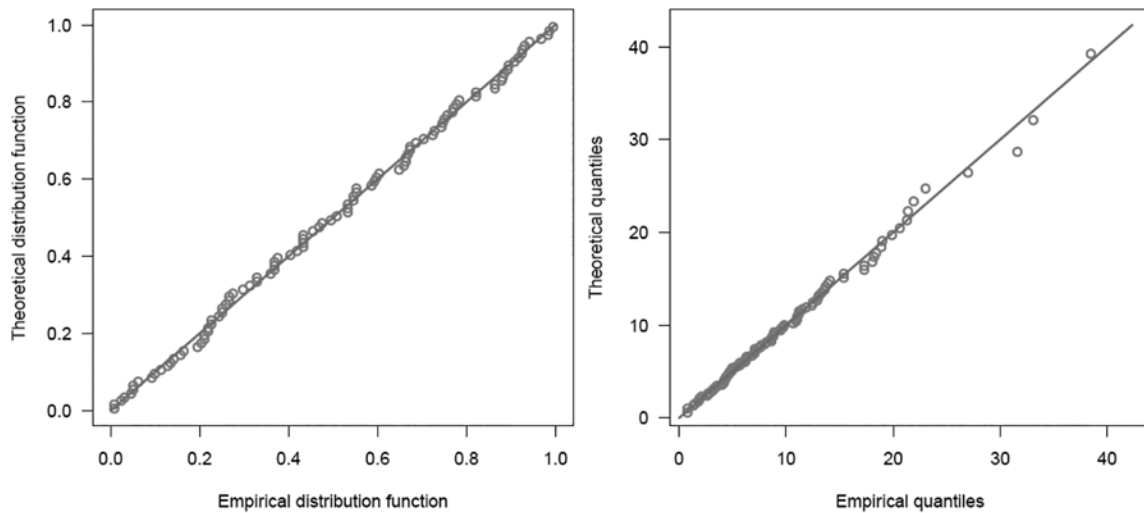 1.0
0.8
0.6
0.4
0.2
0.0
Theoretical distribution function
0.0 0.2 0.4 0.6 0.8 1.0
Empirical distribution function
40
30
20
10
0
Theoretical quantiles
0 10 20 30 40
Empirical quantiles